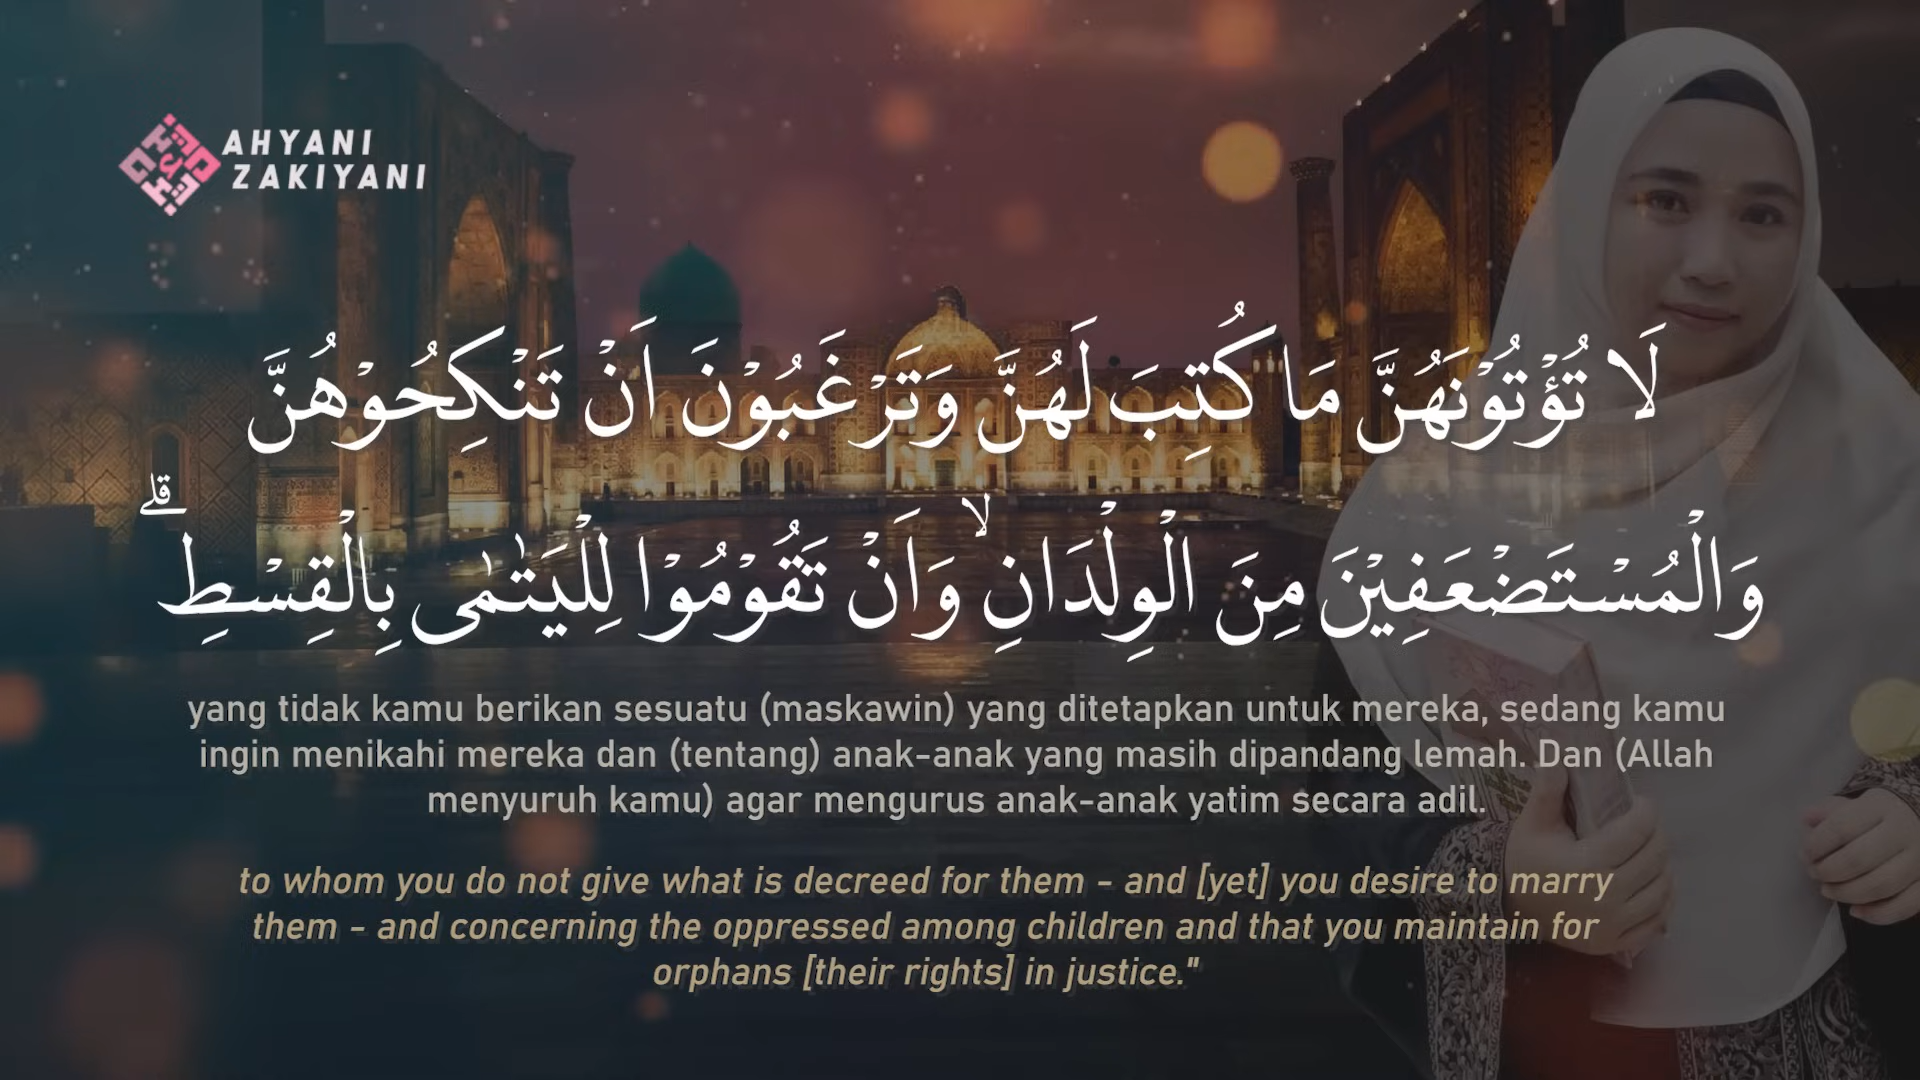 AHYANI
ZAKIYANI
لَا تُؤْتُوْنَهُنَّ مَا كُتِبَ لَهُنَّ وَتَرْغَبُوْنَ اَنْ تَنْكِحُوْهُنَّ
وَالْمُسْتَضْعَفِيْنَ مِنَ الْوِلْدَانِۙ وَاَنْ تَقُوْمُوْا لِلْيَتٰمٰى بِالْقِسْطِۗ
yang tidak kamu berikan sesuatu (maskawin) yang ditetapkan untuk mereka, sedang kamu
ingin menikahi mereka dan (tentang) anak-anak yang masih dipandang lemah. Dan (Allah
menyuruh kamu) agar mengurus anak-anak yatim secara adil.
to whom you do not give what is decreed for them - and [yet] you desire to marry
them - and concerning the oppressed among children and that you maintain for
orphans [their rights] in justice."